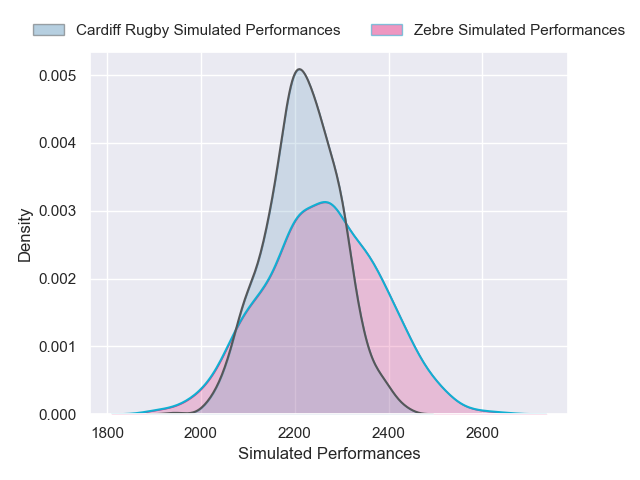 Cardiff Rugby Simulated Performances
Zebre Simulated Performances
0.005
0.004
0.003
0.002
0.001
0.000
Density
1800 2000 2200 2400 2600
Simulated Performances